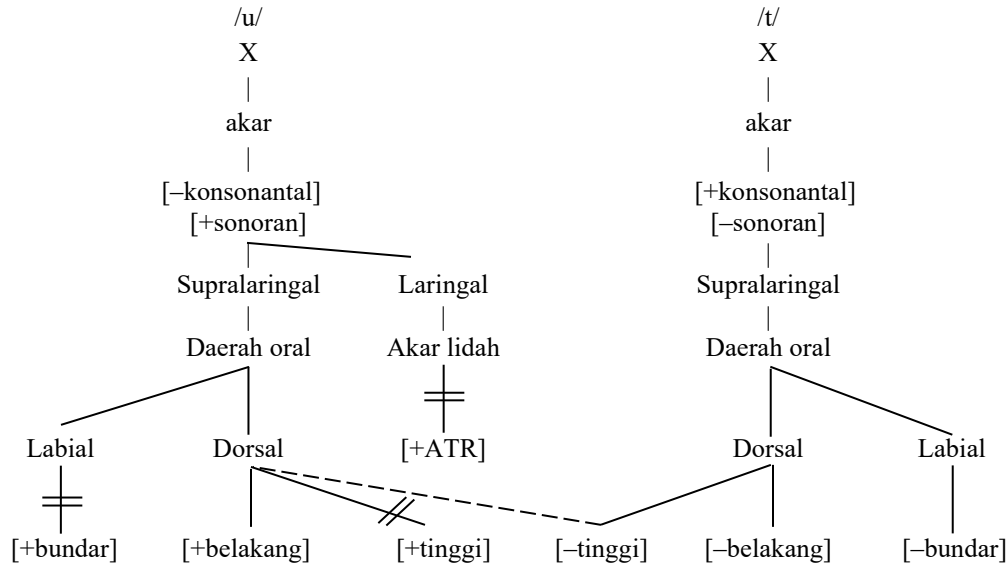 /u/ /t/
X X
akar akar
[–konsonantal] [+konsonantal]
[+sonoran] [–sonoran]
Supralaringal Laringal Supralaringal
Daerah oral Akar lidah Daerah oral
Labial Dorsal [+ATR] Dorsal Labial
[+bundar] [+belakang] [+tinggi] [–tinggi] [–belakang] [–bundar]